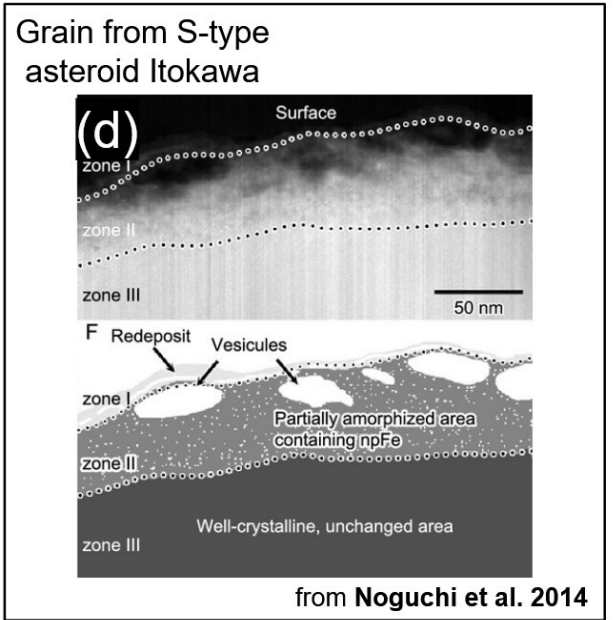 Grain from S-type
asteroid Itokawa
Surface
(d)
zone I
zone II
zone III
50 nm
F
Redeposit
Vesicules
zone I
Partially amorphized area
containing npFe
zone II
Well-crystalline, unchanged area
zone III
from Noguchi et al. 2014